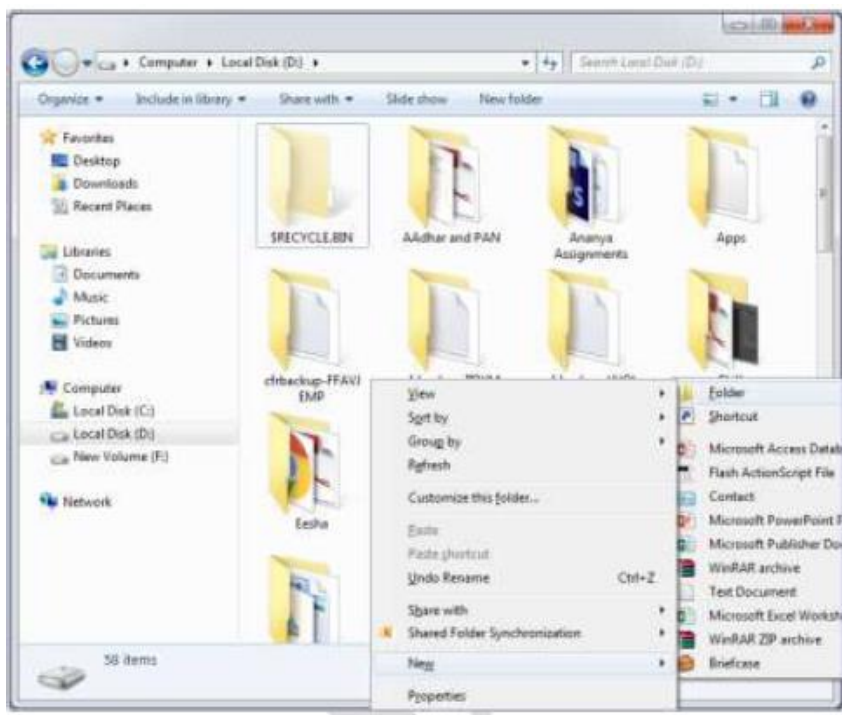 Computer ▸ Local Disk (D:) ▸
Search Local Disk (D:)
Organize
Include in library
Share with
Slide show
New folder
Favorites
Desktop
Downloads
Recent Places
Libraries
Documents
Music
Pictures
Videos
Computer
Local Disk (C:)
Local Disk (D:)
New Volume (F:)
Network
$RECYCLE.BIN
AAdhar and PAN
Ananya
Assignments
Apps
EMP
Eesha
View
Sort by
Group by
Refresh
Customize this folder...
Paste
Paste shortcut
Undo Rename Ctrl+Z
Share with
Shared Folder Synchronization
New
Properties
Folder
Shortcut
Microsoft Access Datab
Flash ActionScript File
Contact
Microsoft PowerPoint P
Microsoft Publisher Doc
WinRAR archive
Text Document
Microsoft Excel Worksh
WinRAR ZIP archive
Briefcase
58 items